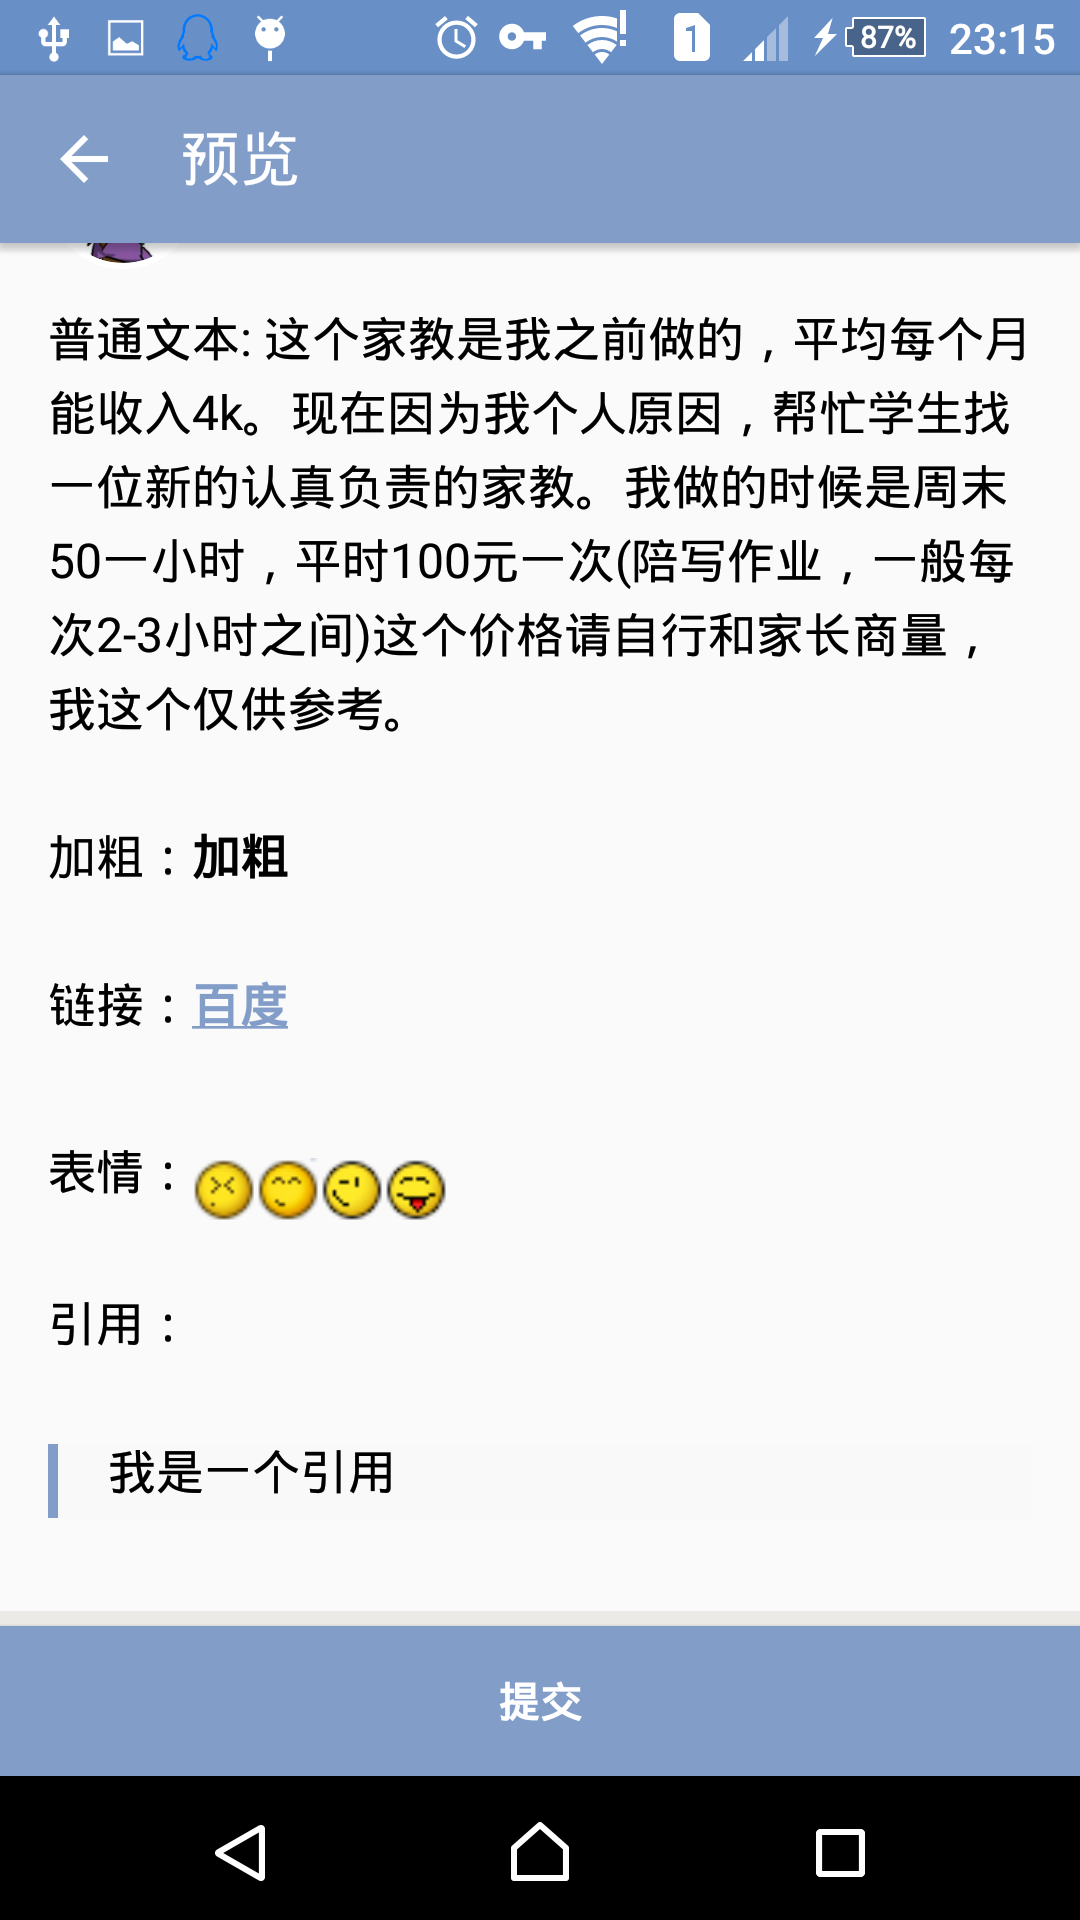 1
87%
23:15
预览
普通文本: 这个家教是我之前做的，平均每个月
能收入4k。现在因为我个人原因，帮忙学生找
一位新的认真负责的家教。我做的时候是周末
50一小时，平时100元一次(陪写作业，一般每
次2-3小时之间)这个价格请自行和家长商量，
我这个仅供参考。
加粗：加粗
链接：百度
表情：
引用：
我是一个引用
提交